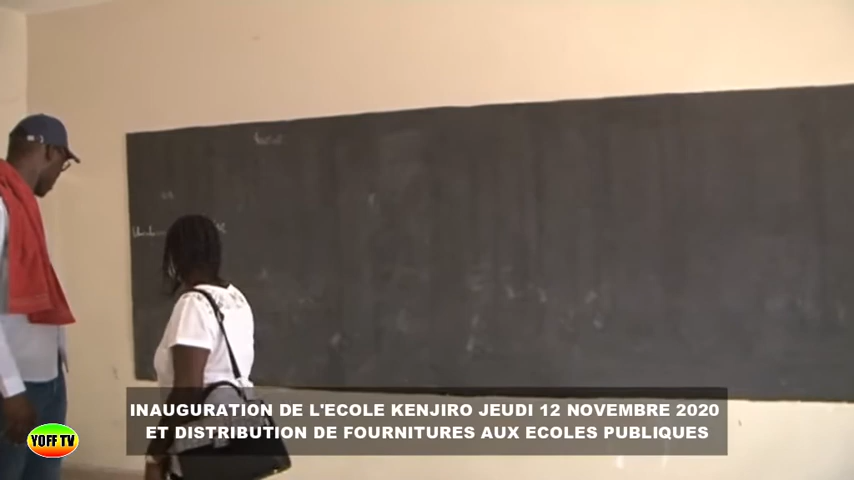 INAUGURATION DE L'ECOLE KENJIRO JEUDI 12 NOVEMBRE 2020
ET DISTRIBUTION DE FOURNITURES AUX ECOLES PUBLIQUES
YOFF TV